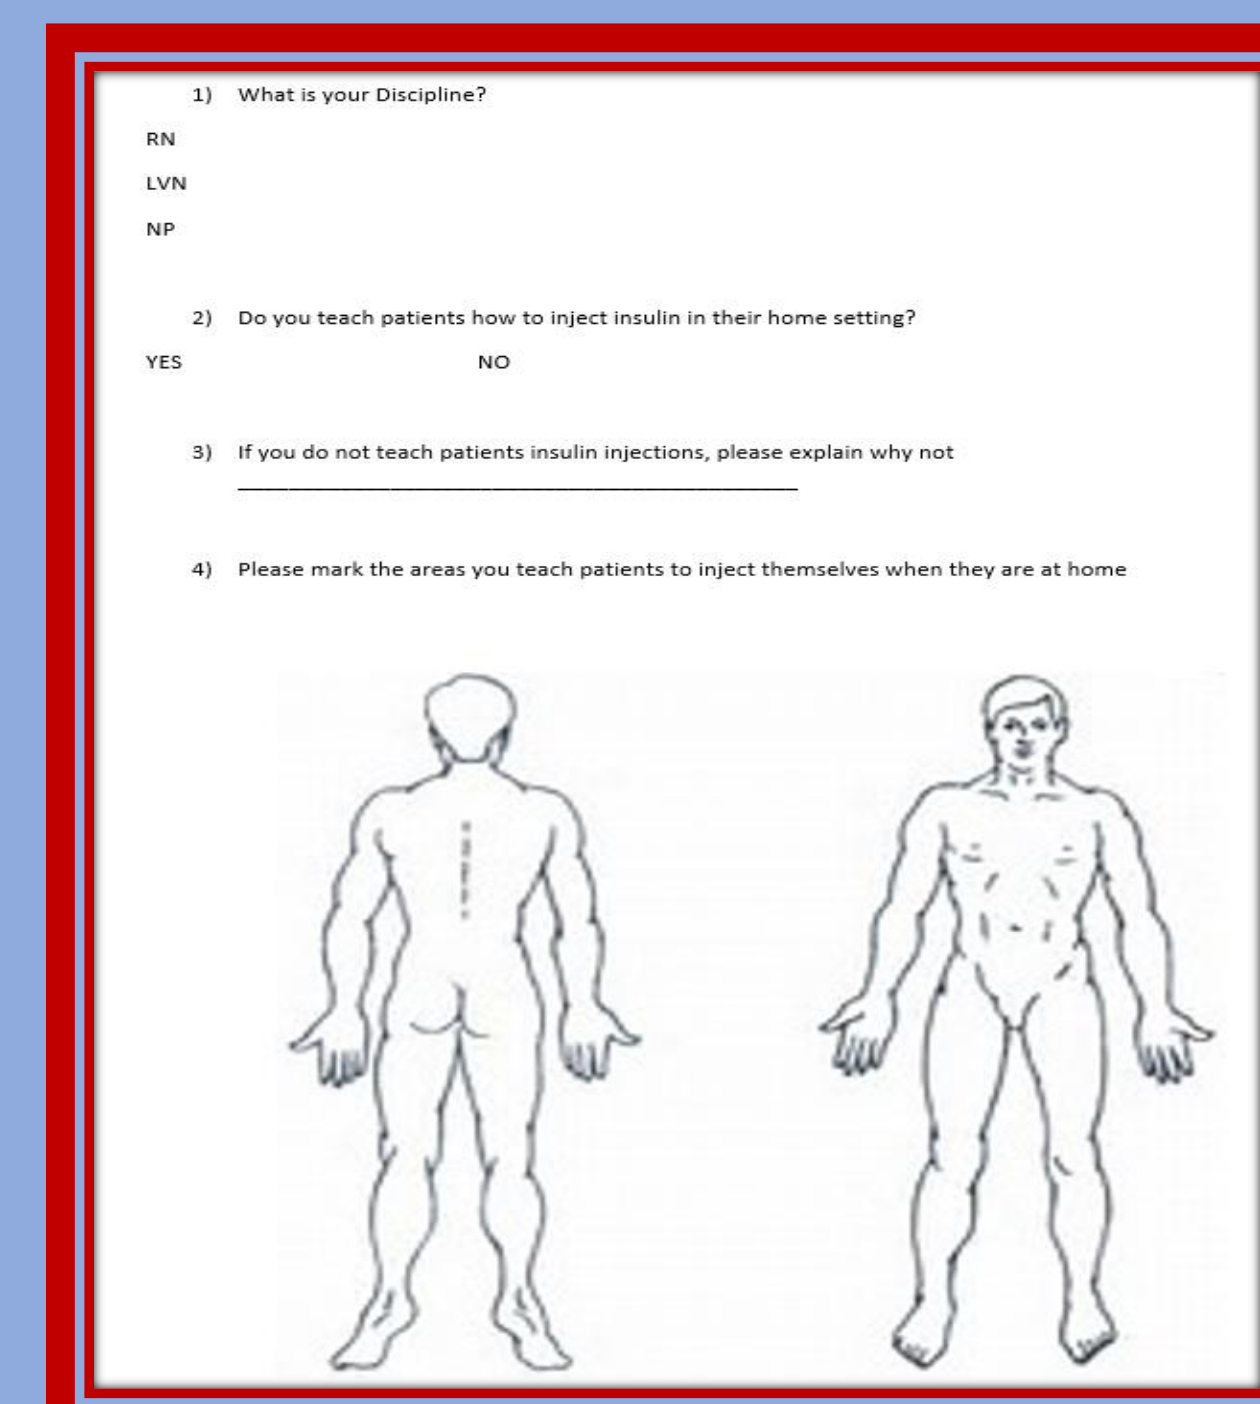 1) What is your Discipline?
RN
LVN
NP
2) Do you teach patients how to inject insulin in their home setting?
YES NO
3) If you do not teach patients insulin injections, please explain why not
4) Please mark the areas you teach patients to inject themselves when they are at home